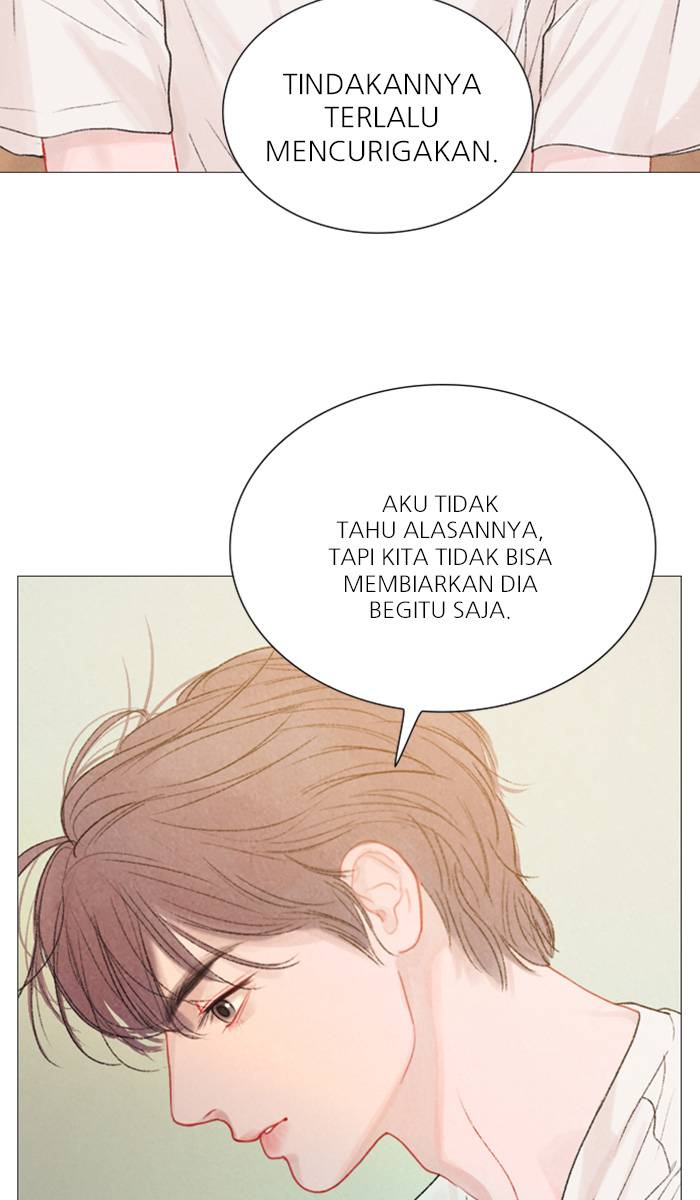 TINDAKANNYA
TERLALU
MENCURIGAKAN.
AKU TIDAK
TAHU ALASANNYA,
TAPI KITA TIDAK BISA
MEMBIARKAN DIA
BEGITU SAJA.